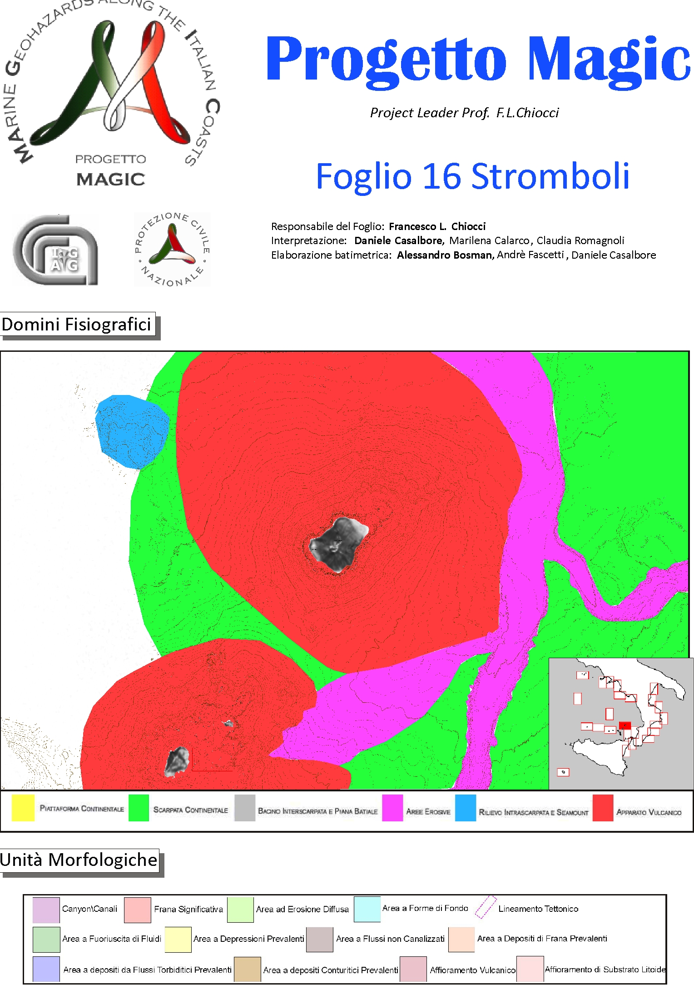 MARINE GEOHAZARDS ALONG THE ITALIAN COASTS
PROGETTO
MAGIC
Progetto Magic
Project Leader Prof. F.L.Chiocci
Foglio 16 Stromboli
I G
A G
PROTEZIONE CIVILE
NAZIONALE
Responsabile del Foglio: Francesco L. Chiocci
Interpretazione: Daniele Casalbore, Marilena Calarco, Claudia Romagnoli
Elaborazione batimetrica: Alessandro Bosman, Andrè Fascetti, Daniele Casalbore
Domini Fisiografici
PIATTAFORMA CONTINENTALE
SCARPATA CONTINENTALE
BACINO INTERSCARPATA E PIANA BATIALE
AREE EROSIVE
RILIEVO INTRASCARPATA E SEAMOUNT
APPARATO VULCANICO
Unità Morfologiche
Canyon\Canali
Frana Significativa
Area ad Erosione Diffusa
Area a Forme di Fondo
Lineamento Tettonico
Area a Fuoriuscita di Fluidi
Area a Depressioni Prevalenti
Area a Flussi non Canalizzati
Area a Depositi di Frana Prevalenti
Area a depositi da Flussi Torbiditici Prevalenti
Area a depositi Conturitici Prevalenti
Affioramento Vulcanico
Affioramento di Substrato Litoide